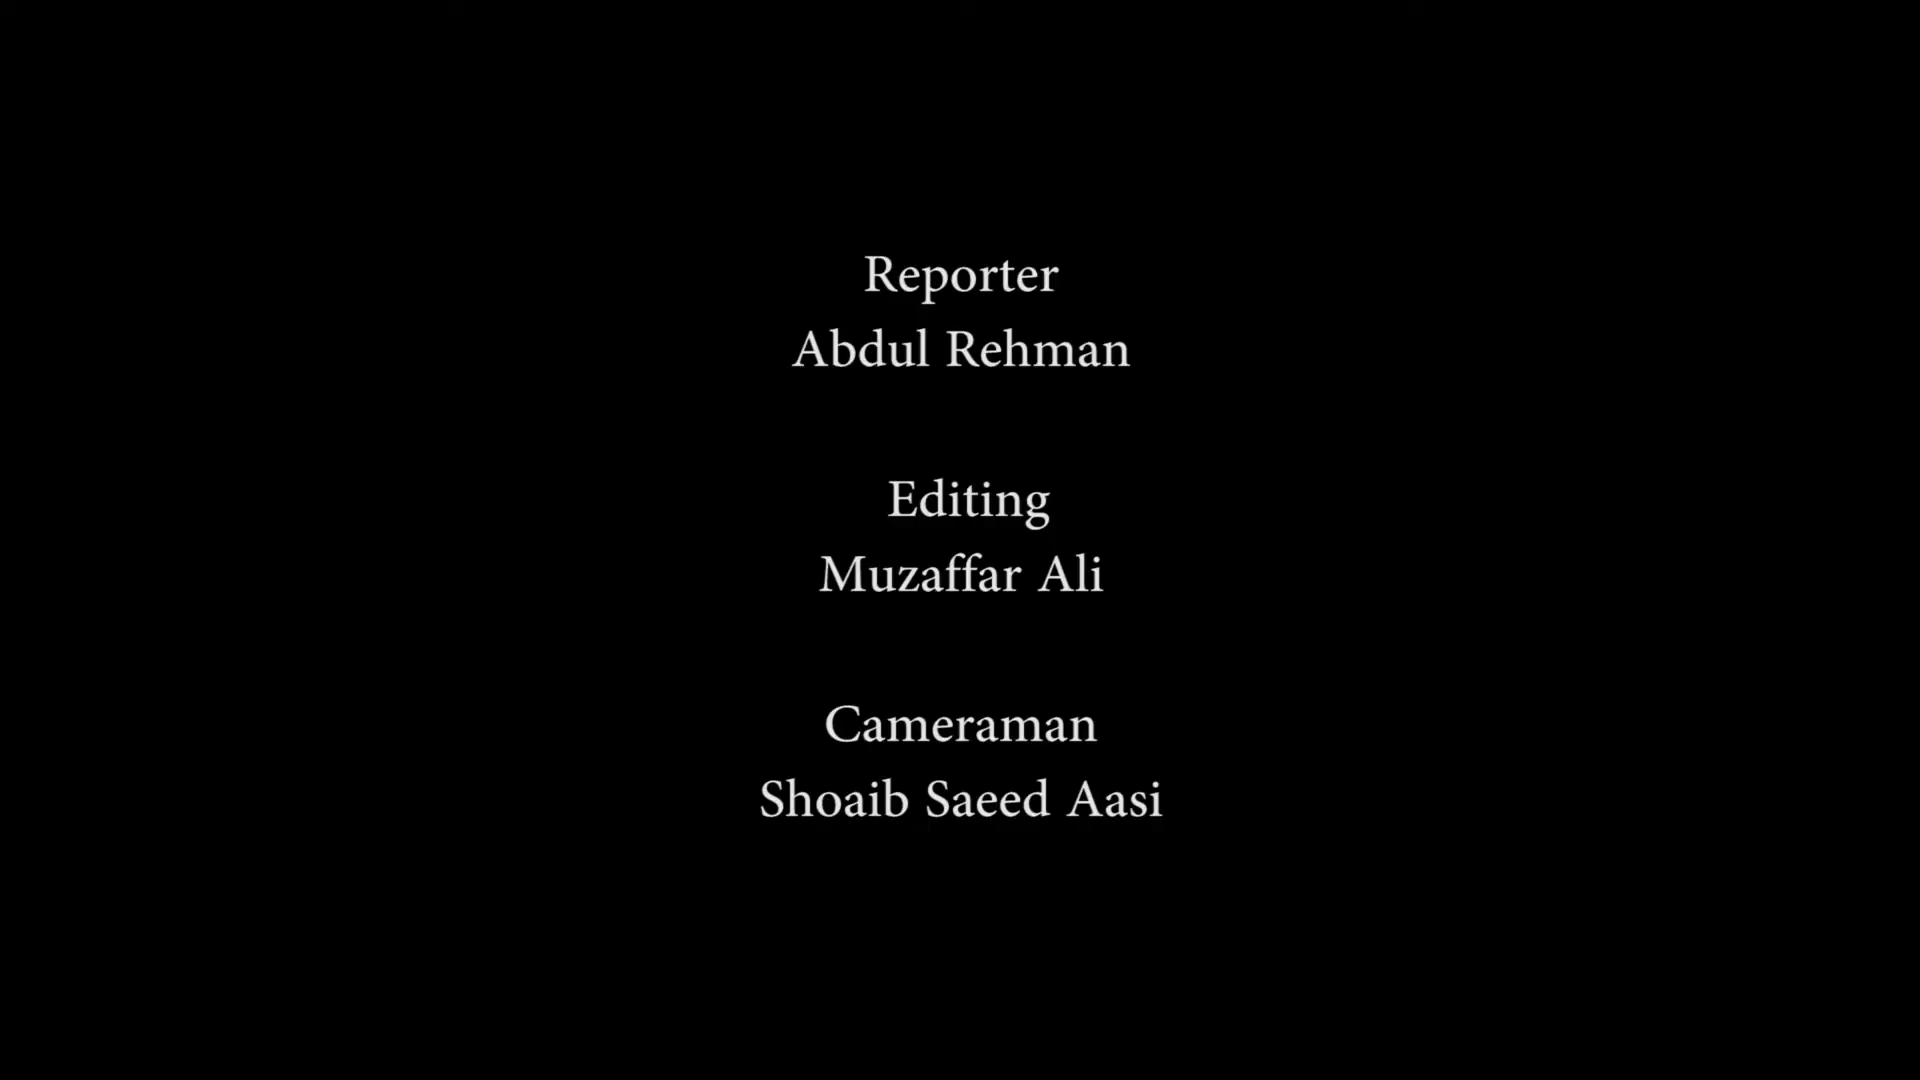 Reporter
Abdul Rehman
Editing
Muzaffar Ali
Cameraman
Shoaib Saeed Aasi